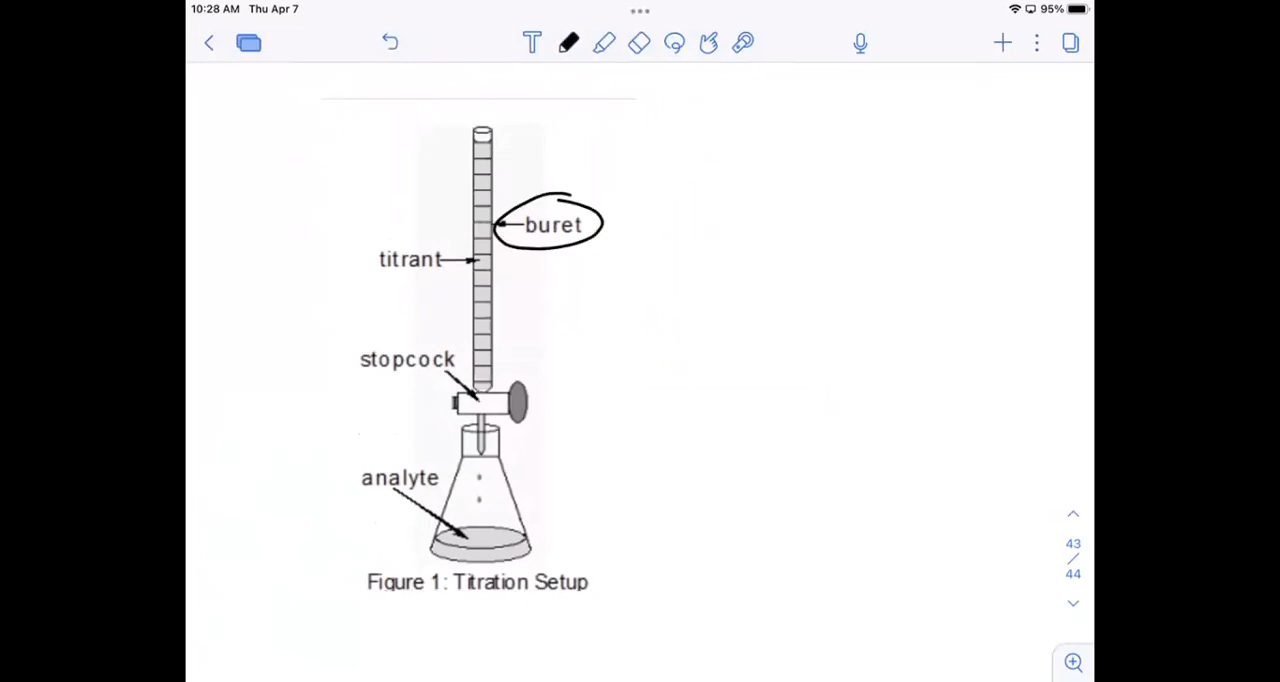 10:28 AM Thu Apr 7
95%
buret
titrant
stopcock
analyte
Figure 1: Titration Setup
43
/
44